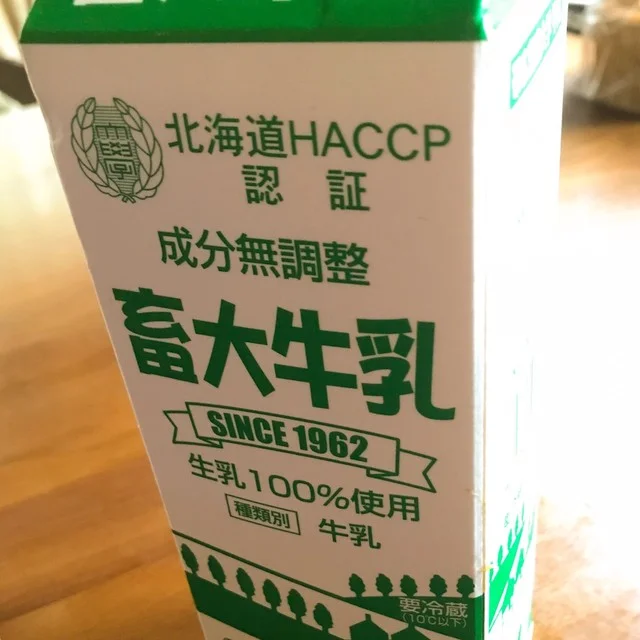 北海道HACCP
認証
成分無調整
畜大牛乳
SINCE 1962
生乳100%使用
種類別 牛乳
要冷蔵
(10℃以下)